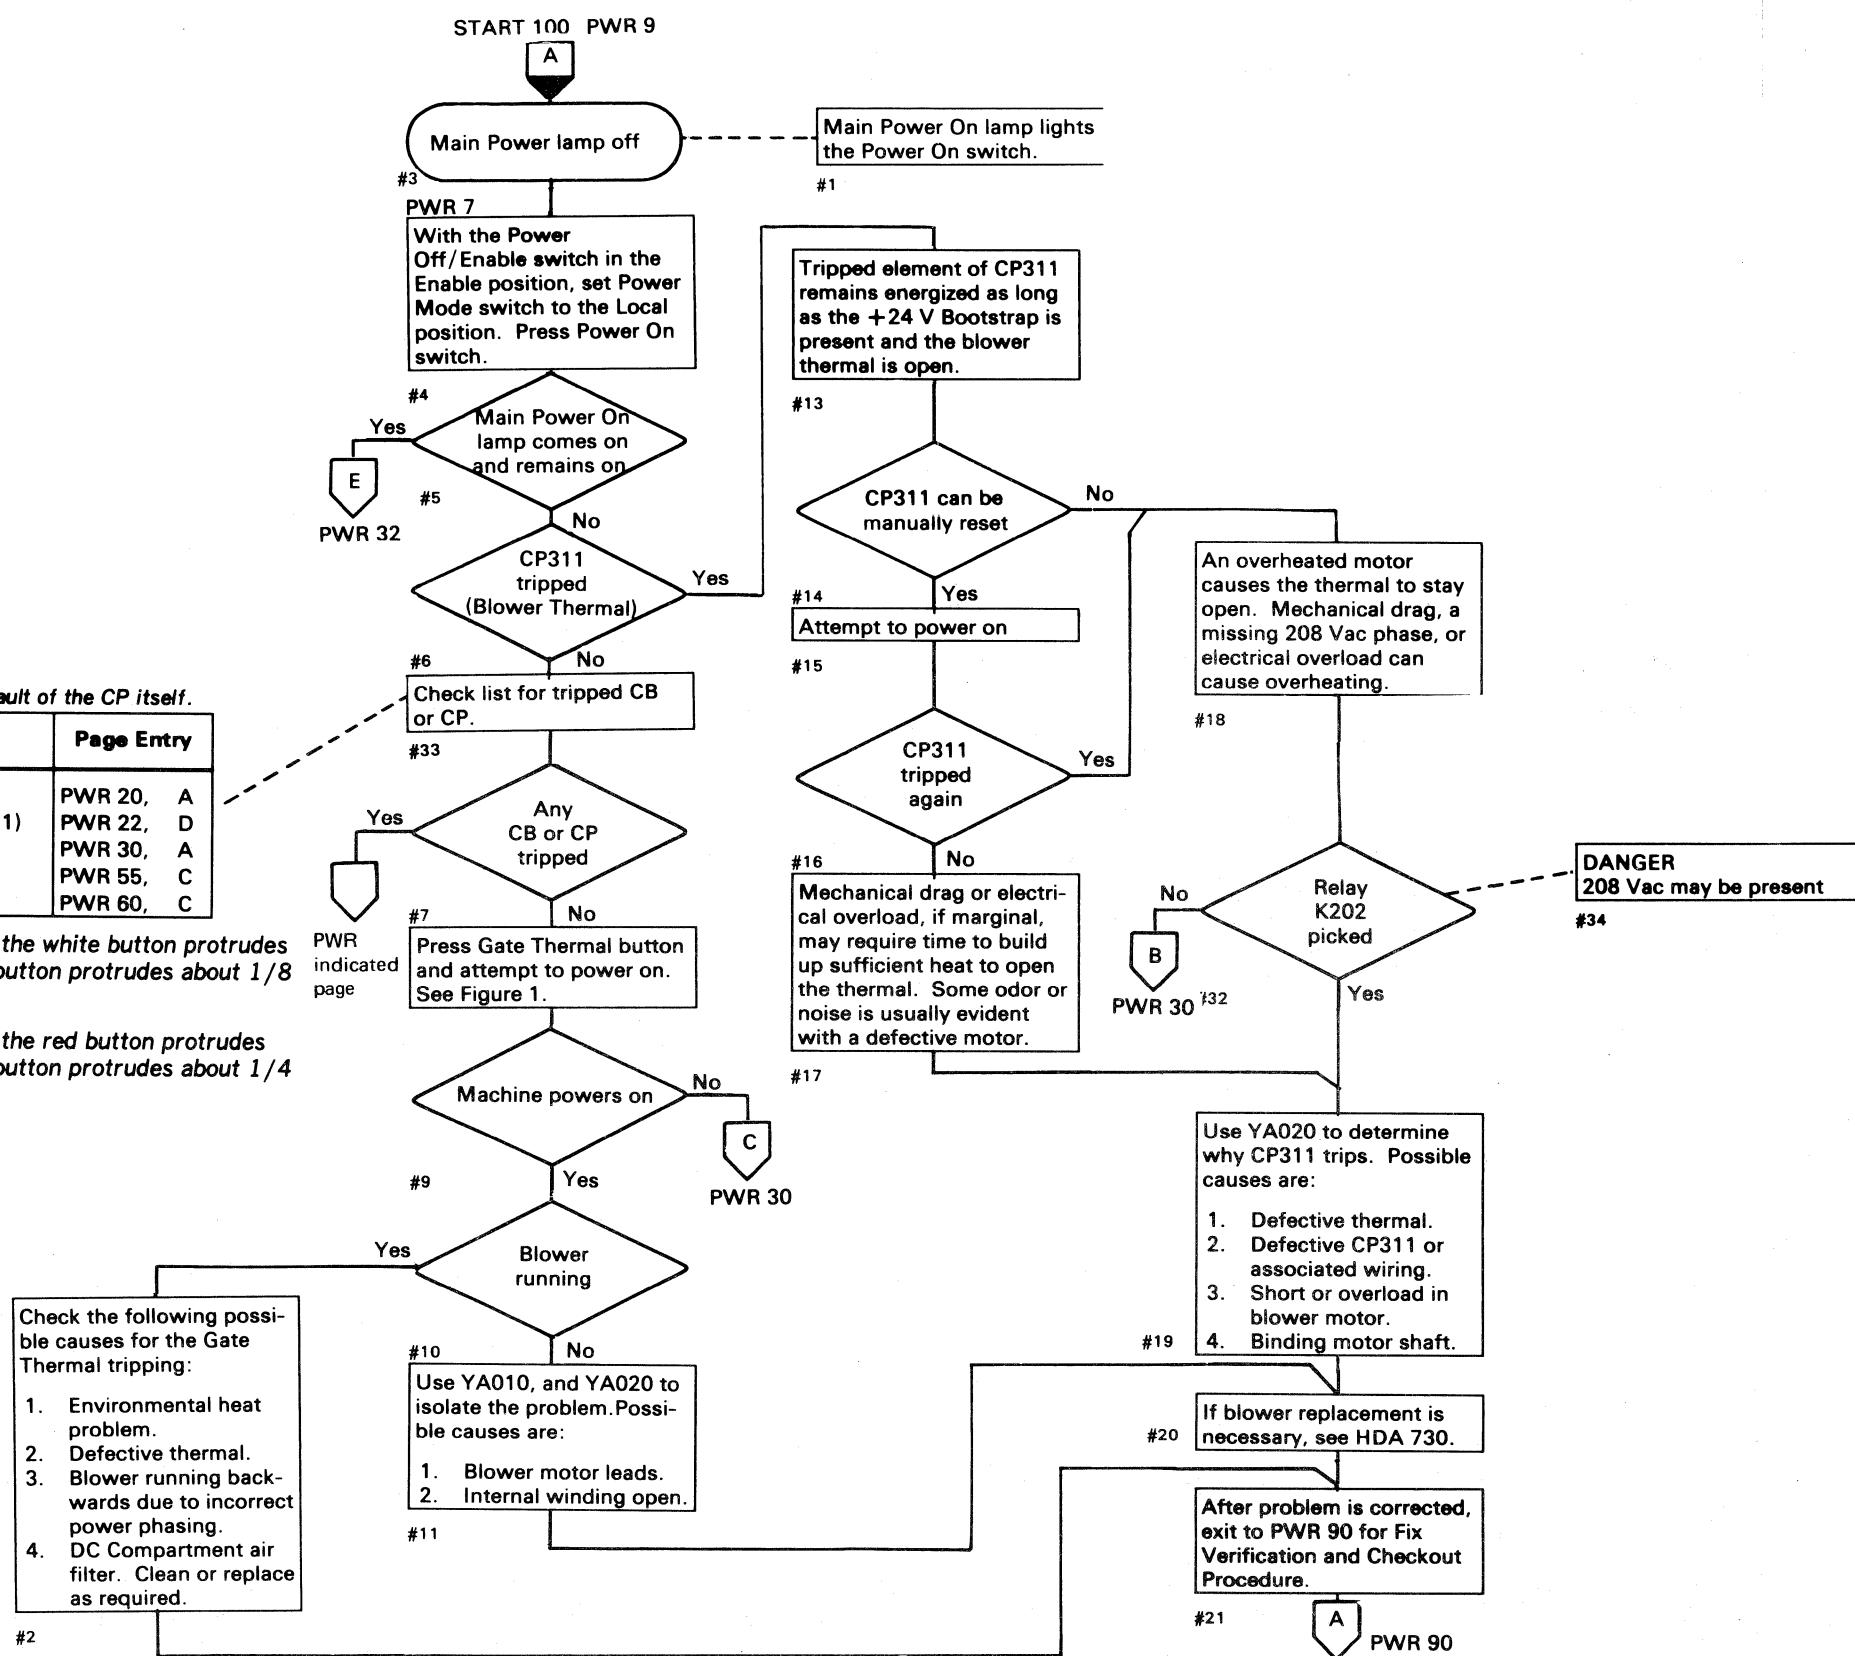 START 100 PWR 9
A
Main Power lamp off
#3
Main Power On lamp lights
the Power On switch.
#1
PWR 7
With the Power
Off/Enable switch in the
Enable position, set Power
Mode switch to the Local
position. Press Power On
switch.
#4
Main Power On
lamp comes on
and remains on
Yes
E
PWR 32
#5
No
CP311
tripped
(Blower Thermal)
Yes
#6
No
Check list for tripped CB
or CP.
#33
ault of the CP itself.
Page Entry
PWR 20, A
1) PWR 22, D
PWR 30, A
PWR 55, C
PWR 60, C
the white button protrudes
button protrudes about 1/8
the red button protrudes
button protrudes about 1/4
Any
CB or CP
tripped
Yes
PWR
indicated
page
#7
No
Press Gate Thermal button
and attempt to power on.
See Figure 1.
Machine powers on
No
C
PWR 30
#9
Yes
Blower
running
Yes
Check the following possi-
ble causes for the Gate
Thermal tripping:
1. Environmental heat
problem.
2. Defective thermal.
3. Blower running back-
wards due to incorrect
power phasing.
4. DC Compartment air
filter. Clean or replace
as required.
#2
#10
No
Use YA010, and YA020 to
isolate the problem.Possi-
ble causes are:
1. Blower motor leads.
2. Internal winding open.
#11
Tripped element of CP311
remains energized as long
as the +24 V Bootstrap is
present and the blower
thermal is open.
#13
CP311 can be
manually reset
No
#14
Yes
Attempt to power on
#15
CP311
tripped
again
Yes
#16
No
Mechanical drag or electri-
cal overload, if marginal,
may require time to build
up sufficient heat to open
the thermal. Some odor or
noise is usually evident
with a defective motor.
#17
An overheated motor
causes the thermal to stay
open. Mechanical drag, a
missing 208 Vac phase, or
electrical overload can
cause overheating.
#18
Relay
K202
picked
No
B
PWR 30 #32
Yes
DANGER
208 Vac may be present
#34
Use YA020 to determine
why CP311 trips. Possible
causes are:
1. Defective thermal.
2. Defective CP311 or
associated wiring.
3. Short or overload in
blower motor.
4. Binding motor shaft.
#19
If blower replacement is
necessary, see HDA 730.
#20
After problem is corrected,
exit to PWR 90 for Fix
Verification and Checkout
Procedure.
#21
A
PWR 90